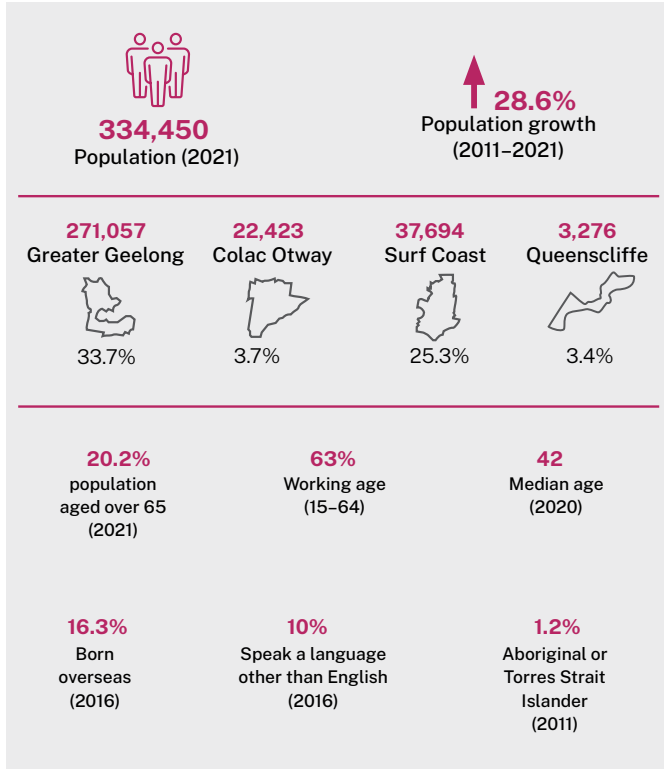 334,450
Population (2021)
28.6%
Population growth
(2011–2021)
271,057
Greater Geelong
33.7%
22,423
Colac Otway
3.7%
37,694
Surf Coast
25.3%
3,276
Queenscliffe
3.4%
20.2%
population
aged over 65
(2021)
63%
Working age
(15–64)
42
Median age
(2020)
16.3%
Born
overseas
(2016)
10%
Speak a language
other than English
(2016)
1.2%
Aboriginal or
Torres Strait
Islander
(2011)